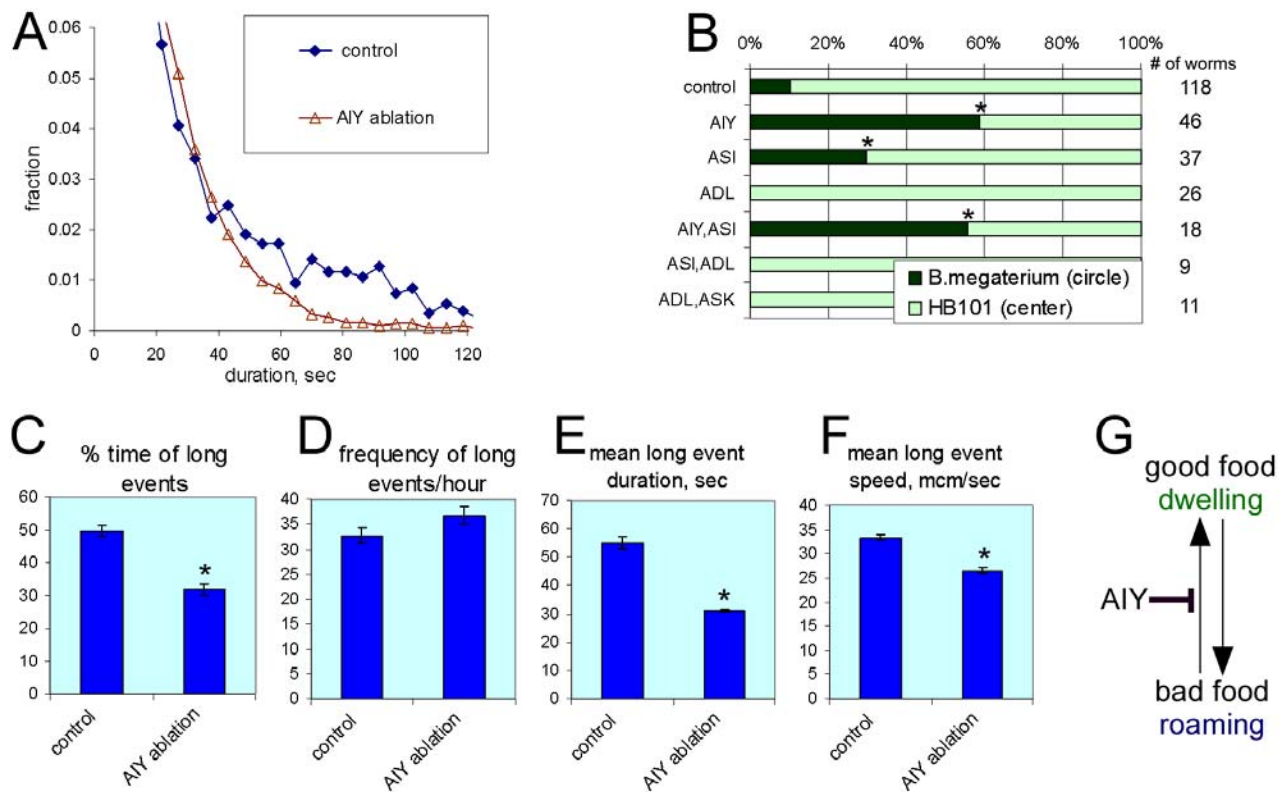 A
0.06
0.05
0.04
0.03
0.02
0.01
0
fraction
0 20 40 60 80 100 120
duration, sec
control
AIY ablation
B
0% 20% 40% 60% 80% 100%
# of worms
control 118
* 
AIY 46
*
ASI 37
ADL 26
*
AIY,ASI 18
ASI,ADL 9
ADL,ASK 11
B.megaterium (circle)
HB101 (center)
C
% time of long
events
60
50
40
30
20
10
0
*
control
AIY ablation
D
frequency of long
events/hour
40
35
30
25
20
15
10
5
0
control
AIY ablation
E
mean long event
duration, sec
70
60
50
40
30
20
10
0
*
control
AIY ablation
F
mean long event
speed, mcm/sec
40
35
30
25
20
15
10
5
0
*
control
AIY ablation
G
good food
dwelling
AIY
bad food
roaming